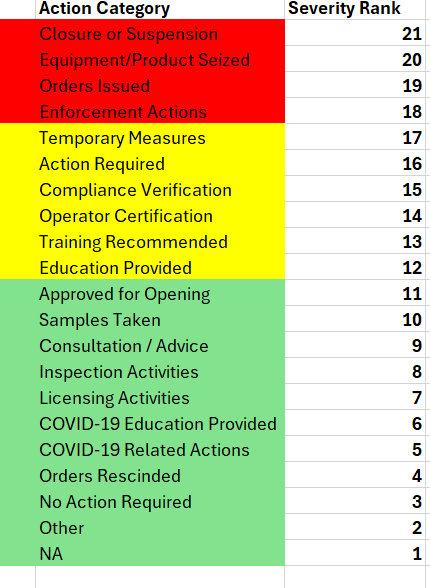 Action Category Severity Rank
Closure or Suspension 21
Equipment/Product Seized 20
Orders Issued 19
Enforcement Actions 18
Temporary Measures 17
Action Required 16
Compliance Verification 15
Operator Certification 14
Training Recommended 13
Education Provided 12
Approved for Opening 11
Samples Taken 10
Consultation / Advice 9
Inspection Activities 8
Licensing Activities 7
COVID-19 Education Provided 6
COVID-19 Related Actions 5
Orders Rescinded 4
No Action Required 3
Other 2
NA 1